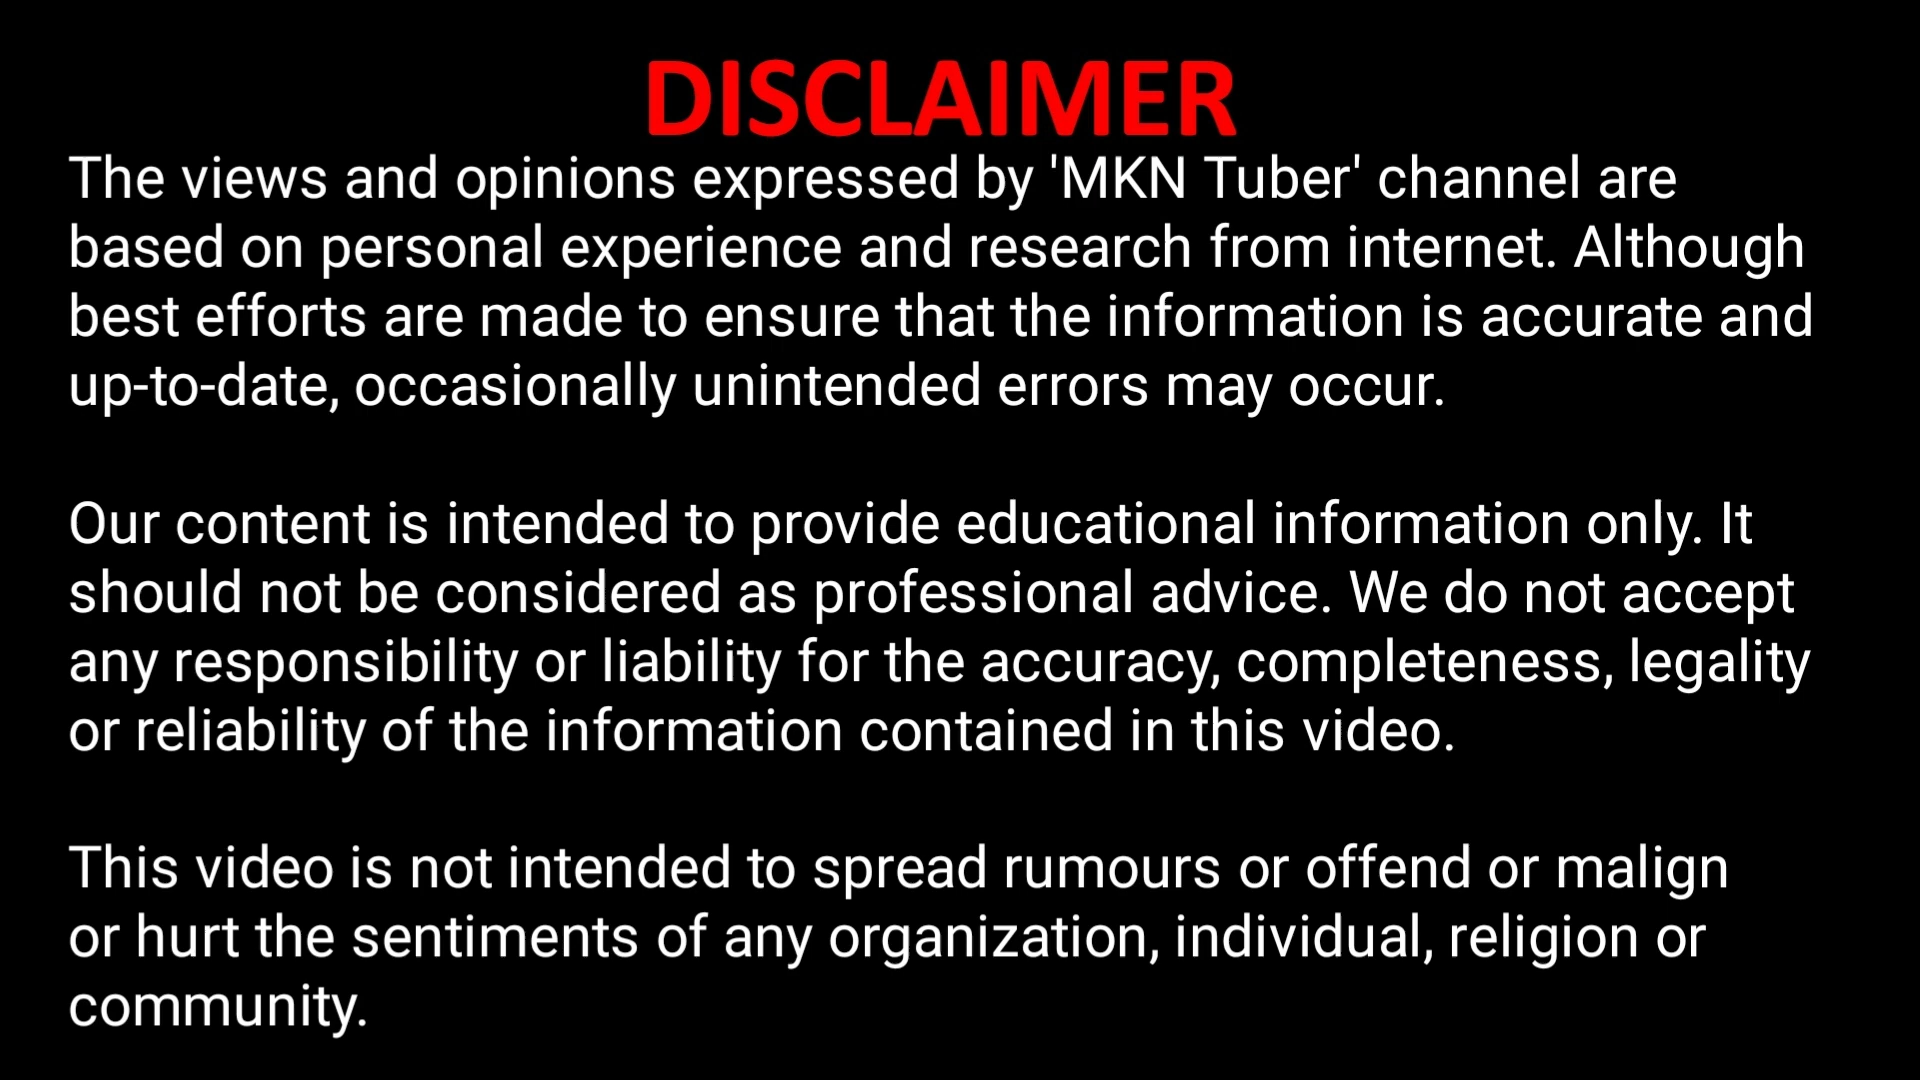 DISCLAIMER
The views and opinions expressed by 'MKN Tuber' channel are
based on personal experience and research from internet. Although
best efforts are made to ensure that the information is accurate and
up-to-date, occasionally unintended errors may occur.
Our content is intended to provide educational information only. It
should not be considered as professional advice. We do not accept
any responsibility or liability for the accuracy, completeness, legality
or reliability of the information contained in this video.
This video is not intended to spread rumours or offend or malign
or hurt the sentiments of any organization, individual, religion or
community.